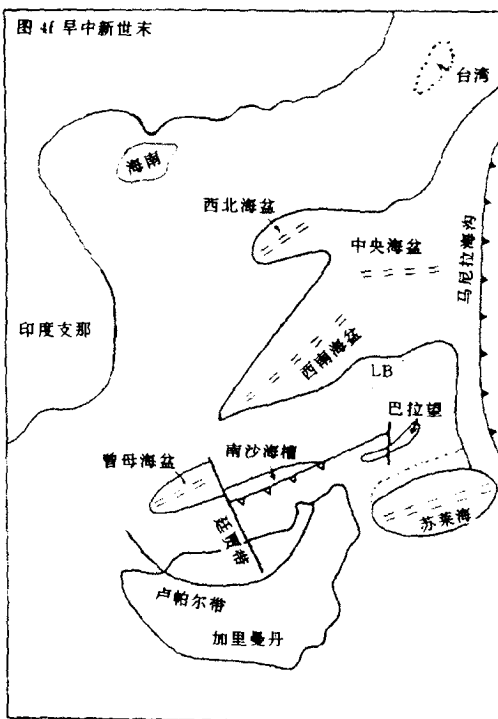 图 4f 早中新世末
台湾
海南
西北海盆
中央海盆
马尼拉海沟
印度支那
西南海盆
LB
巴拉望
曾母海盆
南沙海槽
廷贾带
苏莱海
卢帕尔带
加里曼丹